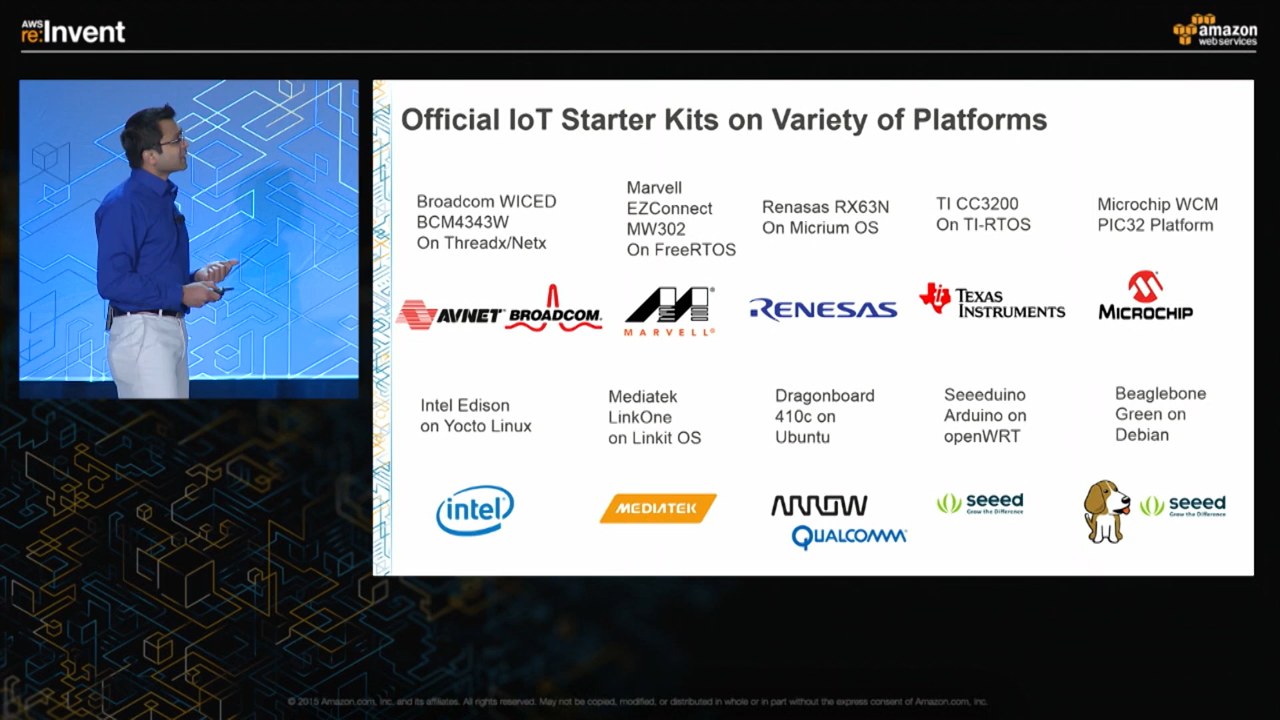 AWS
re:Invent
amazon
web services
Official IoT Starter Kits on Variety of Platforms
Broadcom WICED
BCM4343W
On Threadx/Netx
Marvell
EZConnect
MW302
On FreeRTOS
Renasas RX63N
On Micrium OS
TI CC3200
On TI-RTOS
Microchip WCM
PIC32 Platform
AVNET
BROADCOM
MARVELL
RENESAS
TEXAS
INSTRUMENTS
MICROCHIP
Intel Edison
on Yocto Linux
Mediatek
LinkOne
on Linkit OS
Dragonboard
410c on
Ubuntu
Seeeduino
Arduino on
openWRT
Beaglebone
Green on
Debian
intel
MEDIATEK
ARROW
QUALCOMM
seeed
Grow the Difference
seeed
Grow the Difference
© 2015 Amazon.com, Inc. and its affiliates. All rights reserved. May not be copied, modified, or distributed in whole or in part without the express consent of Amazon.com, Inc.